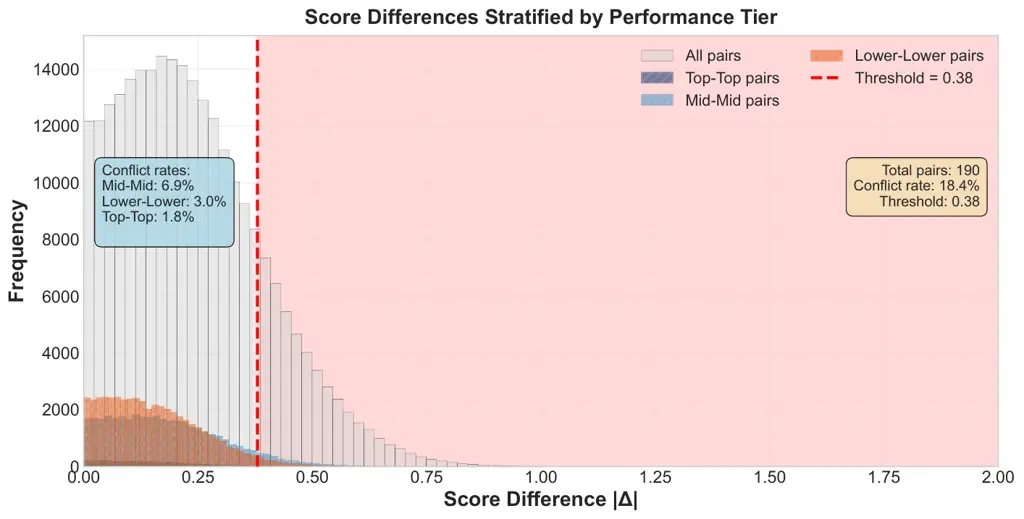 Score Differences Stratified by Performance Tier
All pairs
Top-Top pairs
Mid-Mid pairs
Lower-Lower pairs
Threshold = 0.38
Conflict rates:
Mid-Mid: 6.9%
Lower-Lower: 3.0%
Top-Top: 1.8%
Total pairs: 190
Conflict rate: 18.4%
Threshold: 0.38
Frequency
14000
12000
10000
8000
6000
4000
2000
0
0.00 0.25 0.50 0.75 1.00 1.25 1.50 1.75 2.00
Score Difference |Δ|